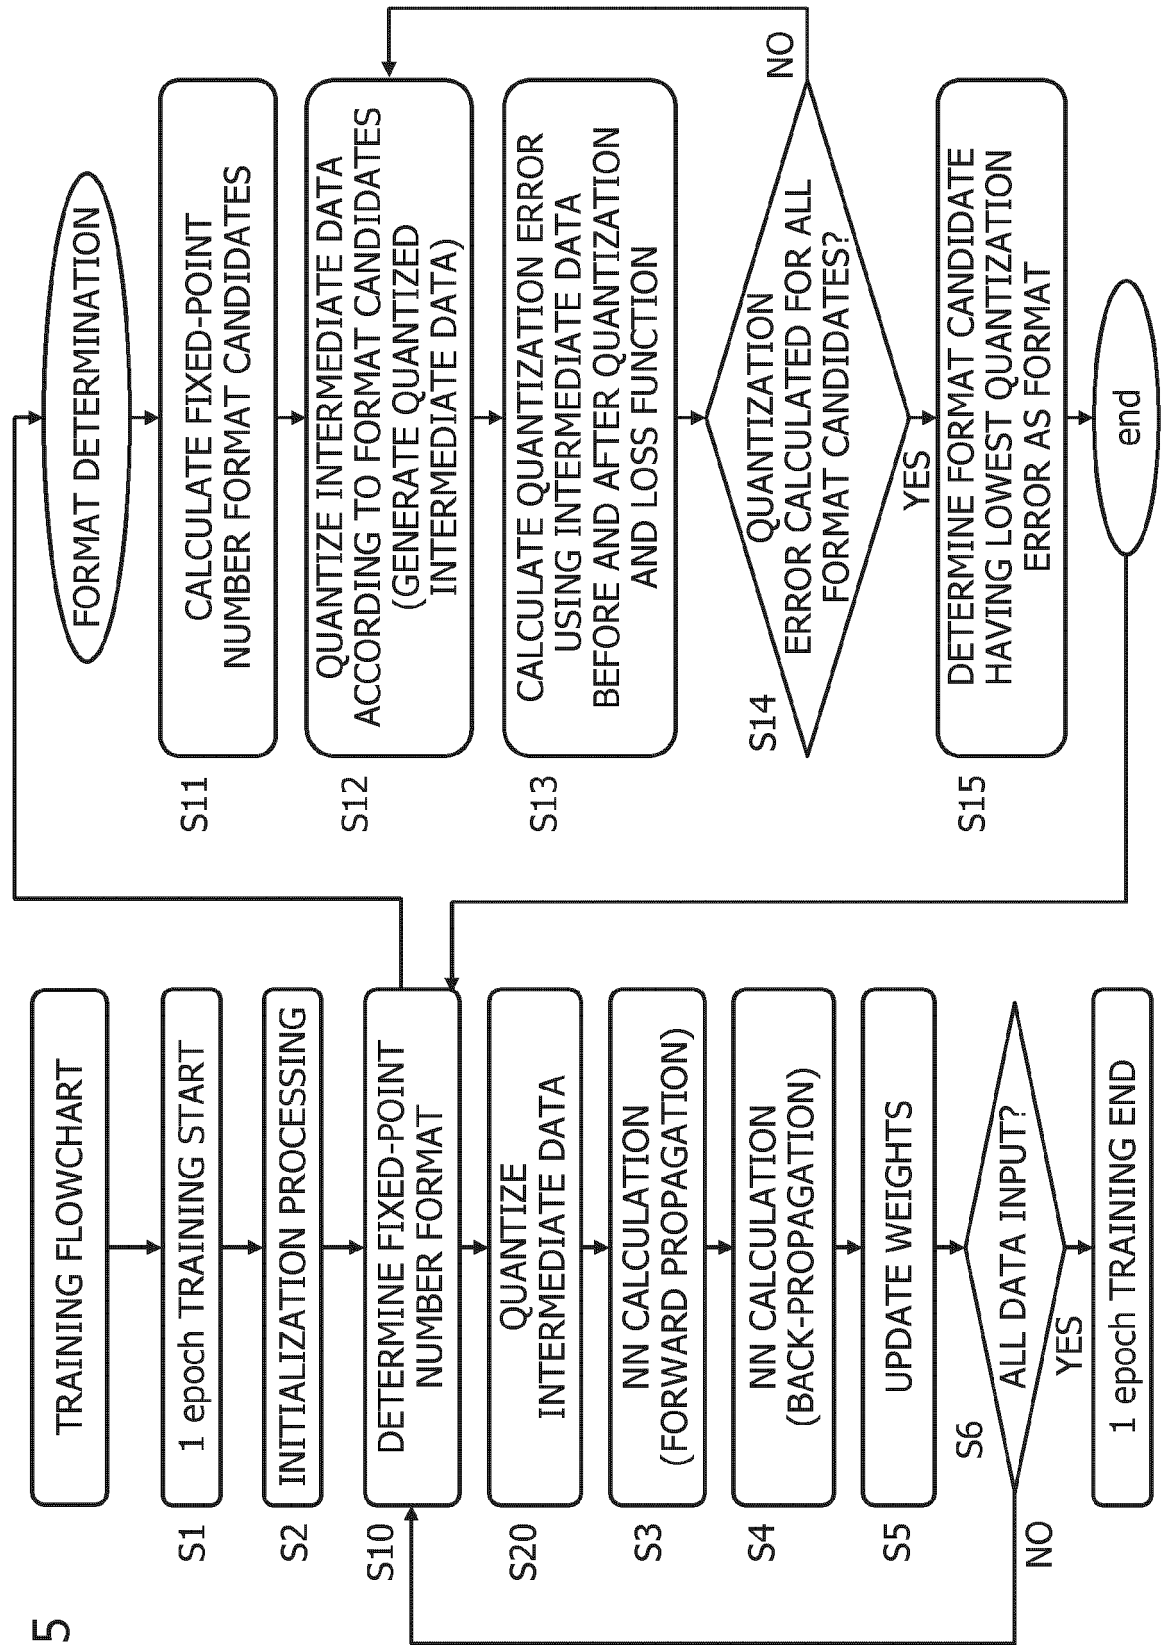 5
TRAINING FLOWCHART
S1
1 epoch TRAINING START
S2
INITIALIZATION PROCESSING
S10
DETERMINE FIXED-POINT
NUMBER FORMAT
S20
QUANTIZE
INTERMEDIATE DATA
S3
NN CALCULATION
(FORWARD PROPAGATION)
S4
NN CALCULATION
(BACK-PROPAGATION)
S5
UPDATE WEIGHTS
S6
ALL DATA INPUT?
NO
YES
1 epoch TRAINING END
FORMAT DETERMINATION
S11
CALCULATE FIXED-POINT
NUMBER FORMAT CANDIDATES
S12
QUANTIZE INTERMEDIATE DATA
ACCORDING TO FORMAT CANDIDATES
(GENERATE QUANTIZED
INTERMEDIATE DATA)
S13
CALCULATE QUANTIZATION ERROR
USING INTERMEDIATE DATA
BEFORE AND AFTER QUANTIZATION
AND LOSS FUNCTION
S14
QUANTIZATION
ERROR CALCULATED FOR ALL
FORMAT CANDIDATES?
NO
YES
S15
DETERMINE FORMAT CANDIDATE
HAVING LOWEST QUANTIZATION
ERROR AS FORMAT
end